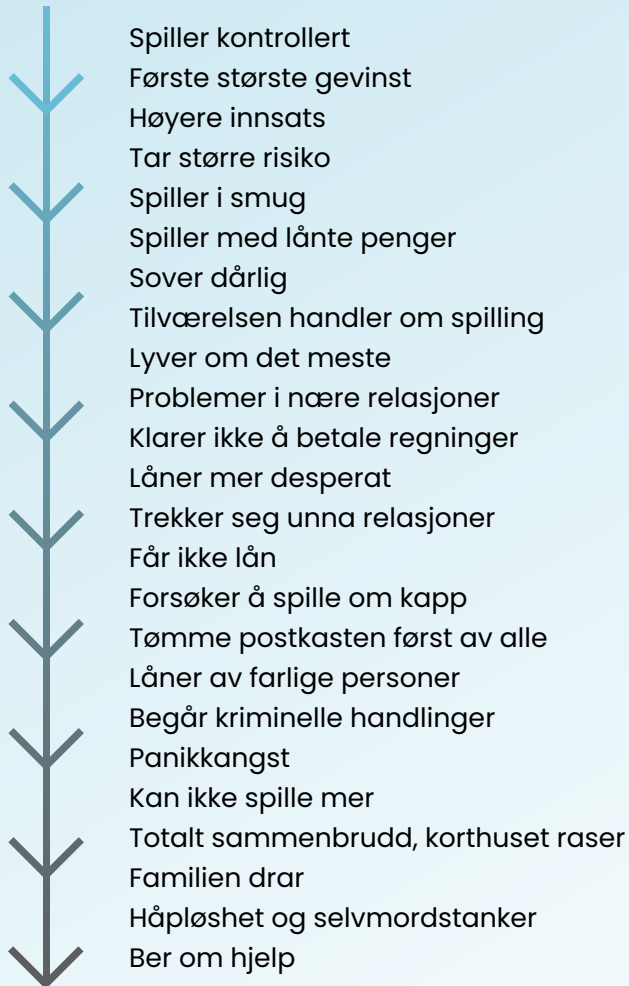 Spiller kontrollert
Første største gevinst
Høyere innsats
Tar større risiko
Spiller i smug
Spiller med lånte penger
Sover dårlig
Tilværelsen handler om spilling
Lyver om det meste
Problemer i nære relasjoner
Klarer ikke å betale regninger
Låner mer desperat
Trekker seg unna relasjoner
Får ikke lån
Forsøker å spille om kapp
Tømme postkasten først av alle
Låner av farlige personer
Begår kriminelle handlinger
Panikkangst
Kan ikke spille mer
Totalt sammenbrudd, korthuset raser
Familien drar
Håpløshet og selvmordstanker
Ber om hjelp